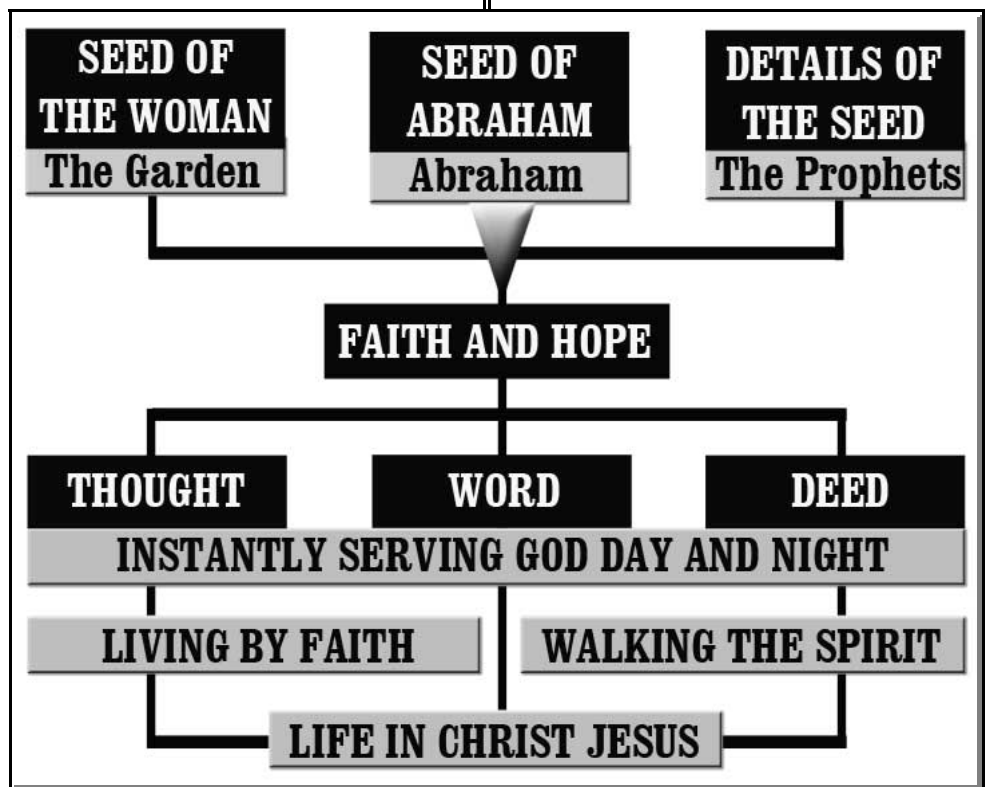 SEED OF
THE WOMAN
The Garden
SEED OF
ABRAHAM
Abraham
DETAILS OF
THE SEED
The Prophets
FAITH AND HOPE
THOUGHT
WORD
DEED
INSTANTLY SERVING GOD DAY AND NIGHT
LIVING BY FAITH
WALKING THE SPIRIT
LIFE IN CHRIST JESUS